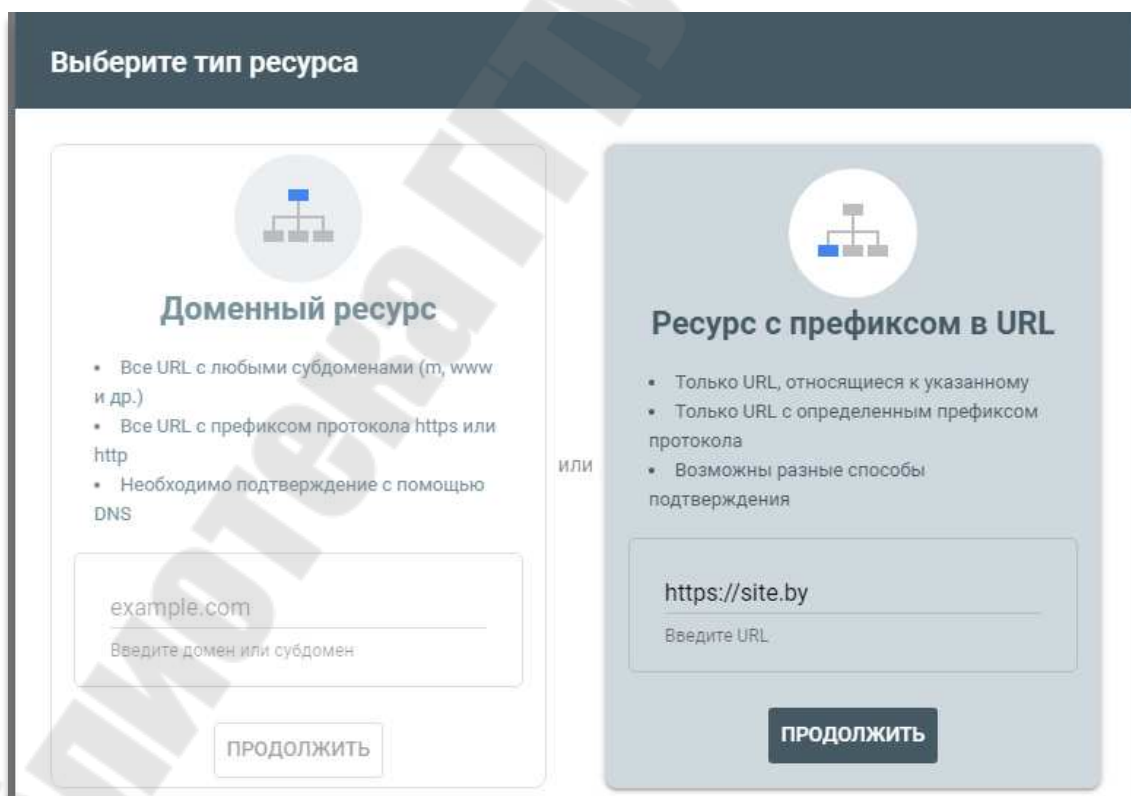 Выберите тип ресурса
Доменный ресурс
• Все URL с любыми субдоменами (m, www
и др.)
• Все URL с префиксом протокола https или
http
• Необходимо подтверждение с помощью
DNS
example.com
Введите домен или субдомен
ПРОДОЛЖИТЬ
или
Ресурс с префиксом в URL
• Только URL, относящиеся к указанному
• Только URL с определенным префиксом
протокола
• Возможны разные способы
подтверждения
https://site.by
Введите URL
ПРОДОЛЖИТЬ